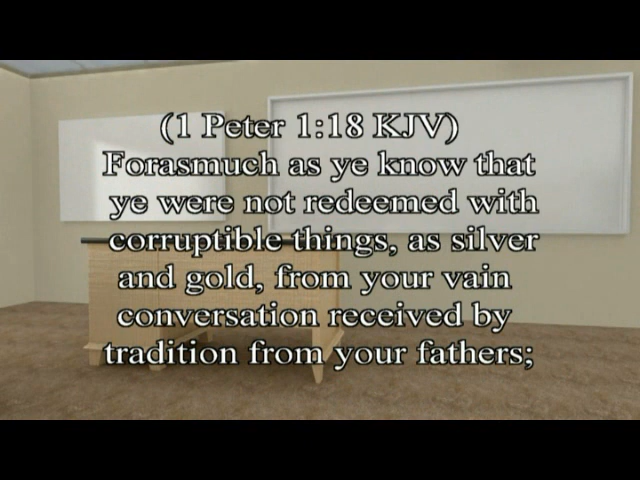 (1 Peter 1:18 KJV)
Forasmuch as ye know that
ye were not redeemed with
corruptible things, as silver
and gold, from your vain
conversation received by
tradition from your fathers;